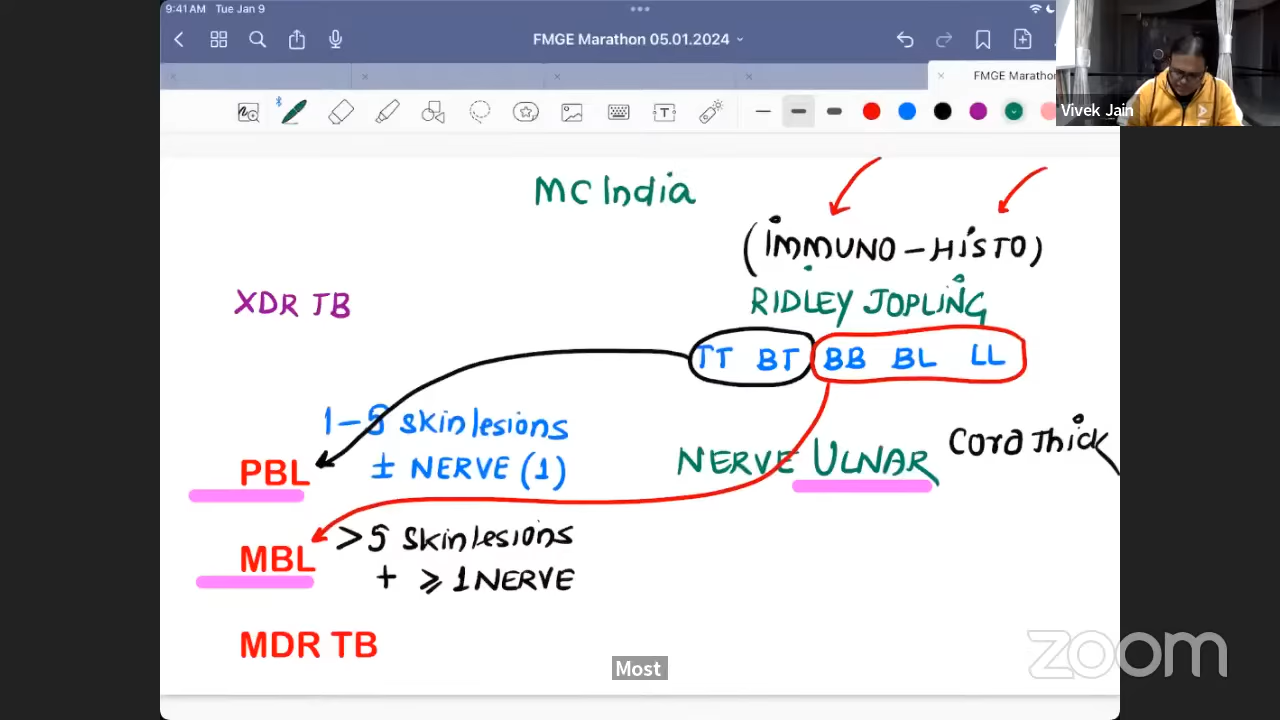 9:41 AM Tue Jan 9
FMGE Marathon 05.01.2024
FMGE Marathon
Vivek Jain
MC India
(IMMUNO - HISTO)
XDR TB
RIDLEY JOPLING
TT BT BB BL LL
1-5 skin lesions
± NERVE (1)
PBL
NERVE ULNAR
Cord Thick
>5 skin lesions
+ ≥ 1 NERVE
MBL
MDR TB
Most
zoom